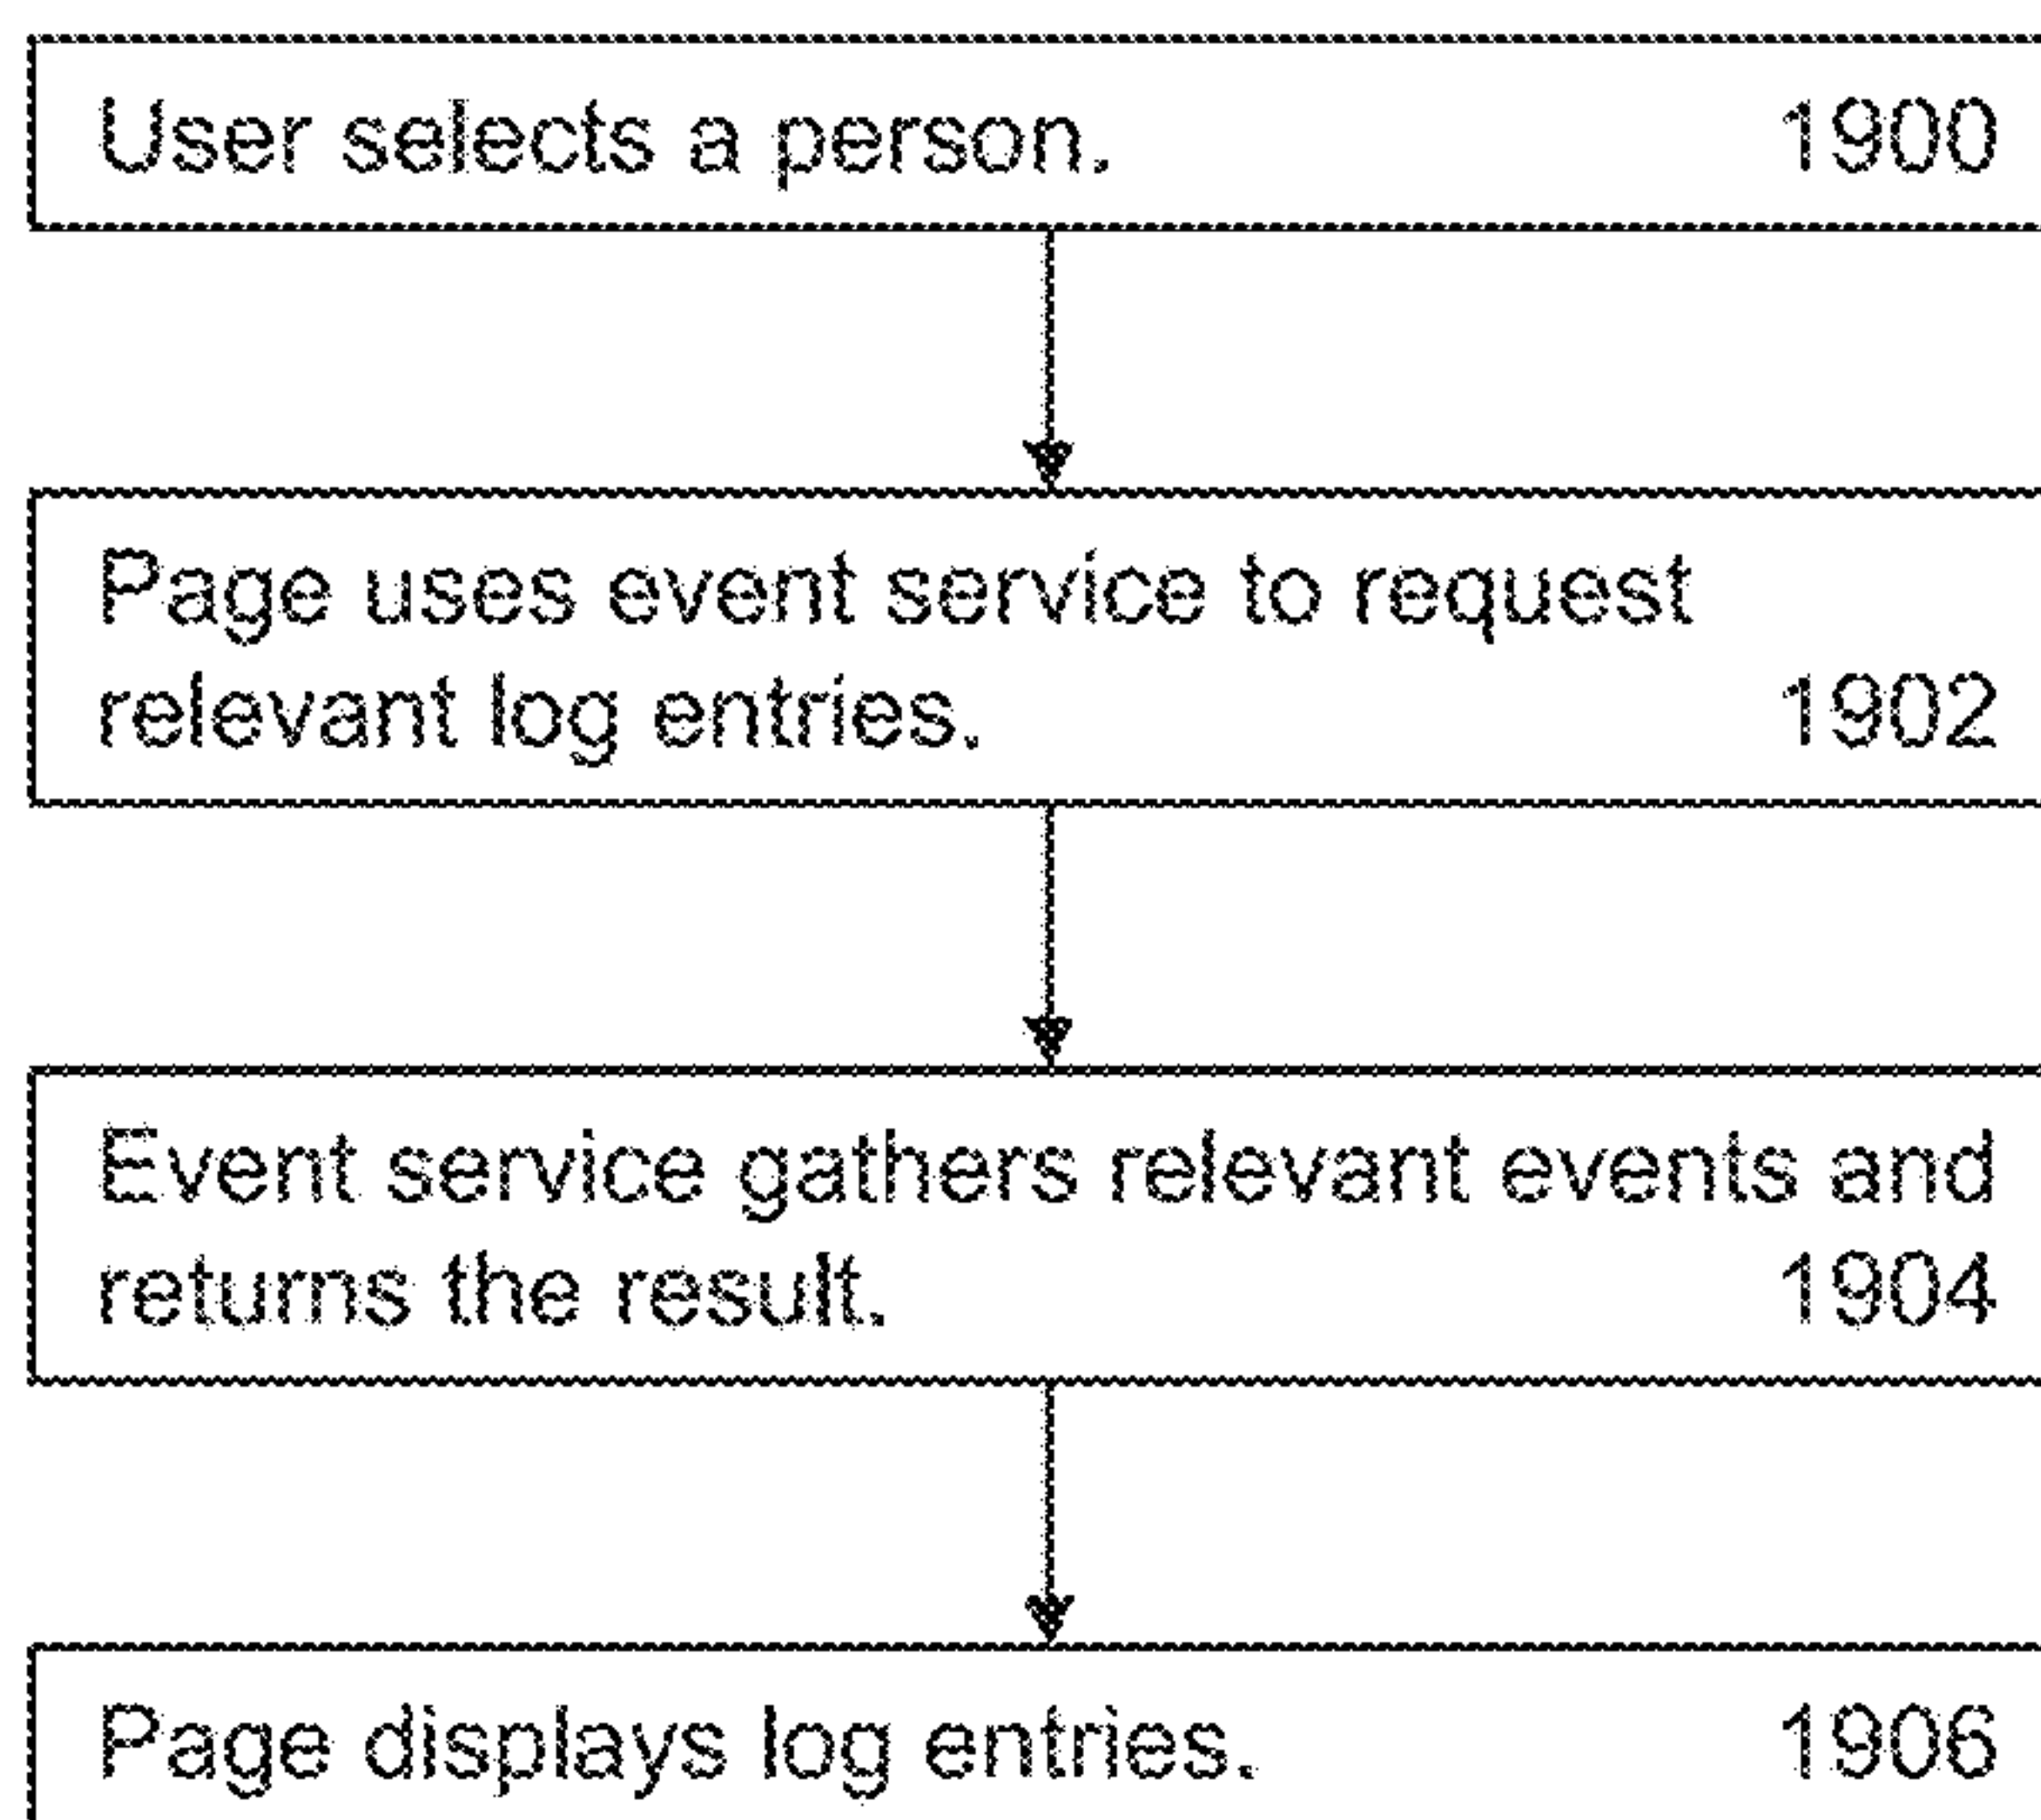 User selects a person. 1900
Page uses event service to request
relevant log entries. 1902
Event service gathers relevant events and
returns the result. 1904
Page displays log entries. 1906